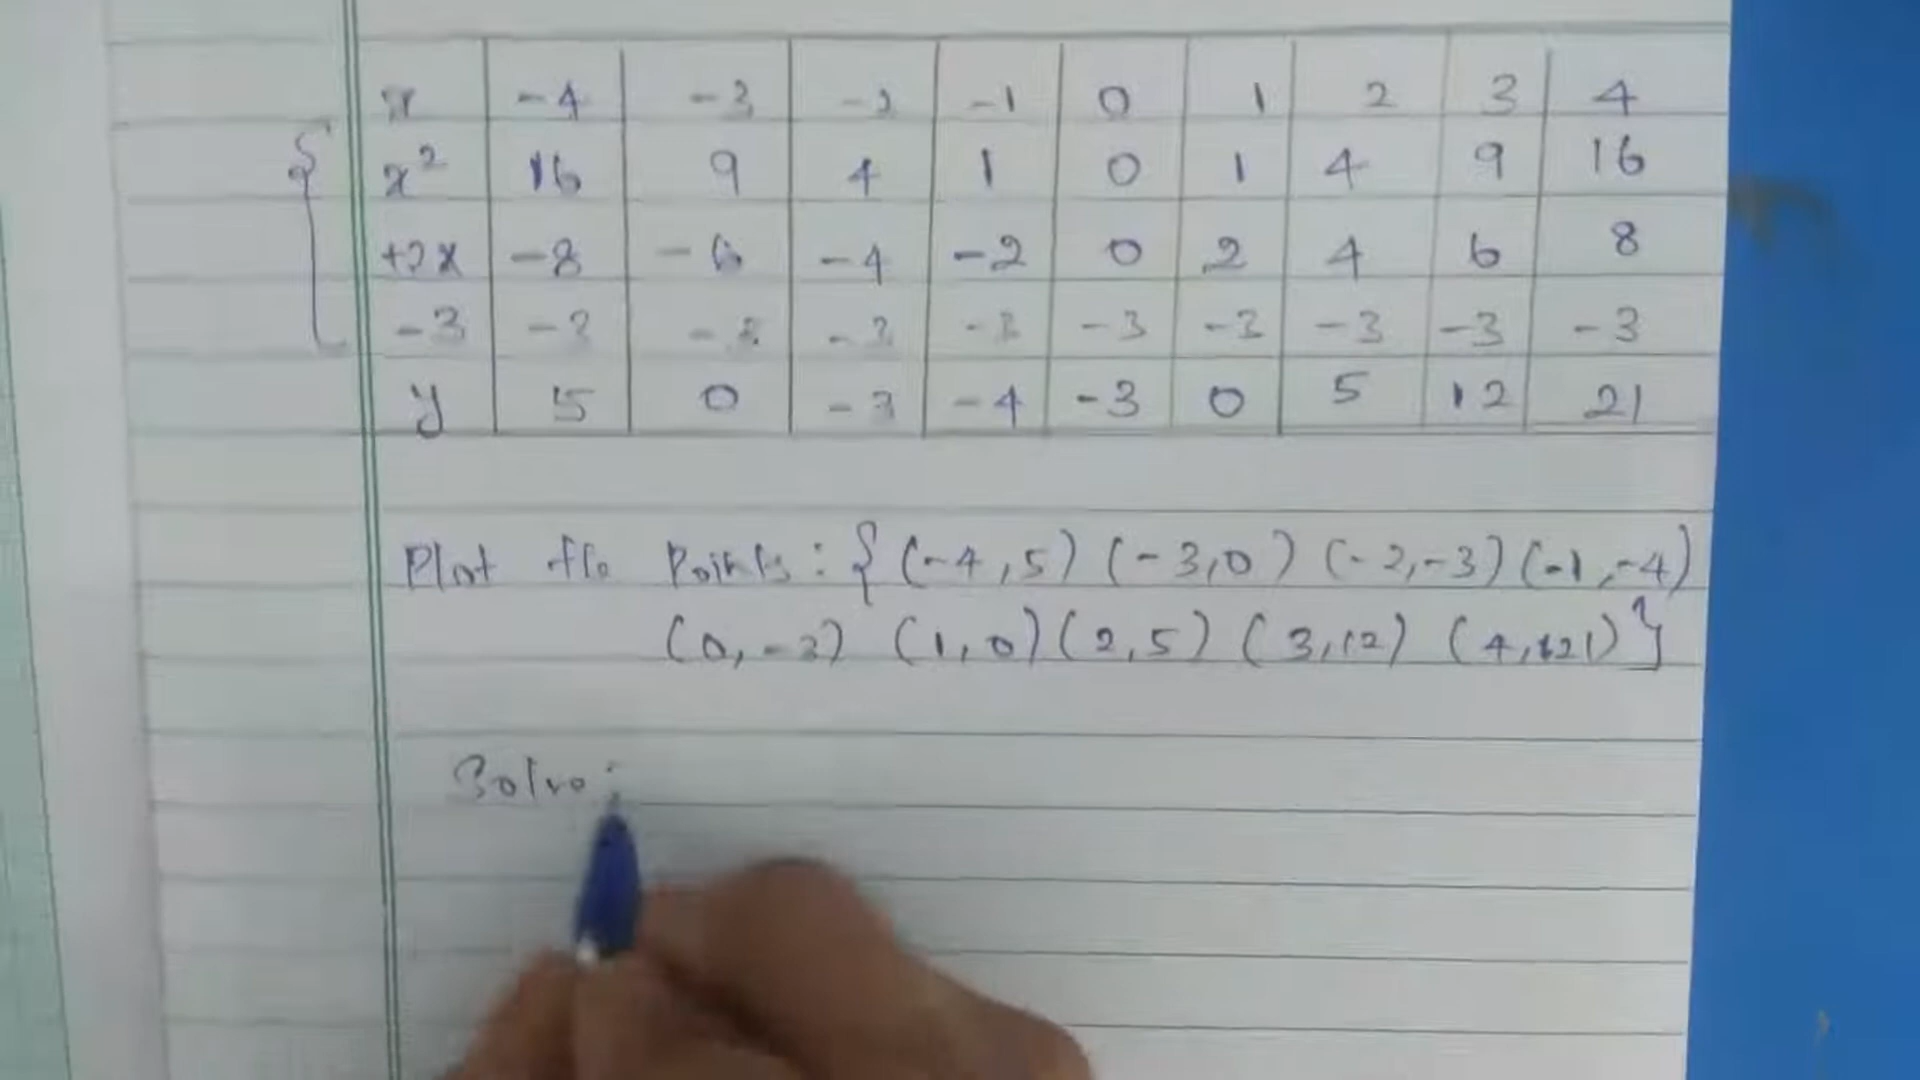 x -4 -3 -2 -1 0 1 2 3 4
x² 16 9 4 1 0 1 4 9 16
+2x -8 -6 -4 -2 0 2 4 6 8
-3 -3 -3 -3 -3 -3 -3 -3 -3 -3
y 5 0 -3 -4 -3 0 5 12 21
Plot the Points : {(-4,5) (-3,0) (-2,-3) (-1,-4)
(0,-3) (1,0) (2,5) (3,12) (4,21)}
Solve :